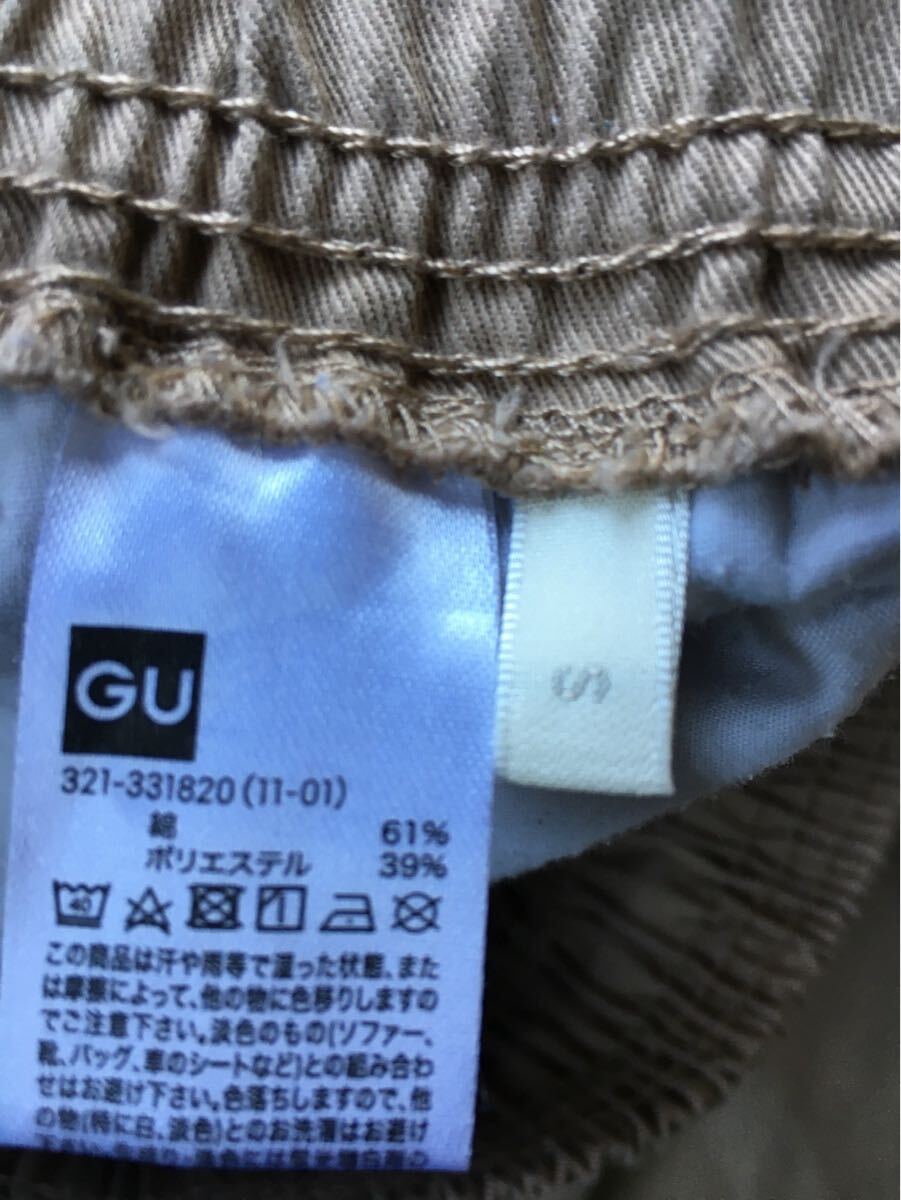 GU
321-331820(11-01)
綿 61%
ポリエステル 39%
40
この商品は汗や雨等で湿った状態、また
は摩擦によって、他の物に色移りしますの
でご注意下さい。淡色のもの(ソファー、
靴、バッグ、車のシートなど)との組み合わ
せはお避け下さい。色落ちしますので、他
の物(特に白、淡色)とのお洗濯はお避け
S